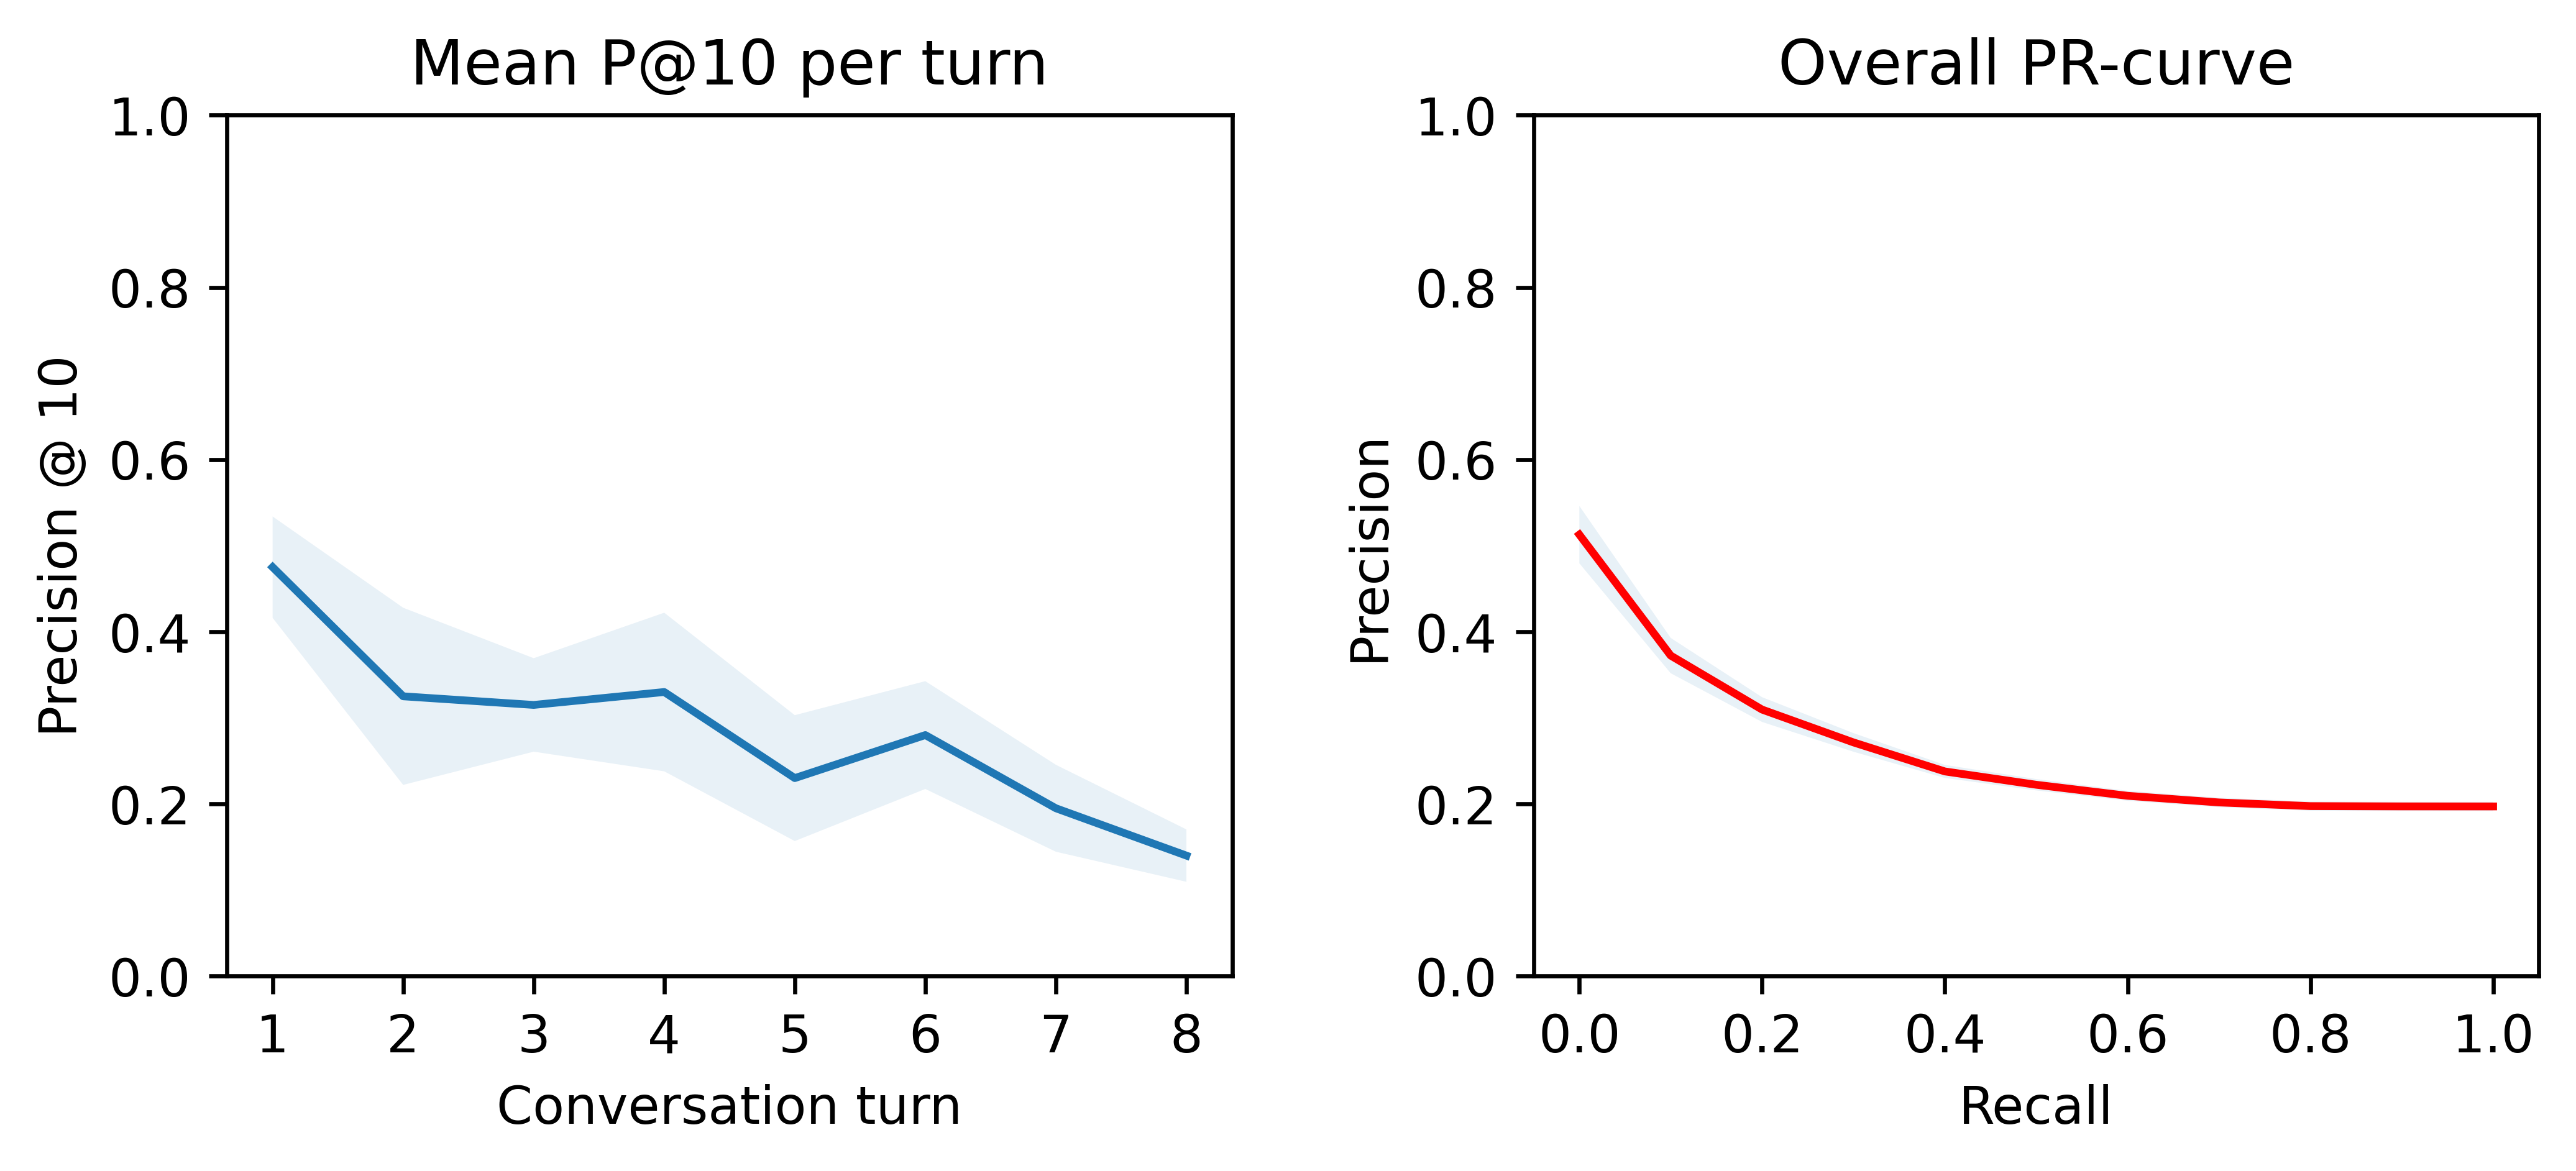 Mean P@10 per turn
Precision @ 10
1.0
0.8
0.6
0.4
0.2
0.0
1 2 3 4 5 6 7 8
Conversation turn
Overall PR-curve
Precision
1.0
0.8
0.6
0.4
0.2
0.0
0.0 0.2 0.4 0.6 0.8 1.0
Recall